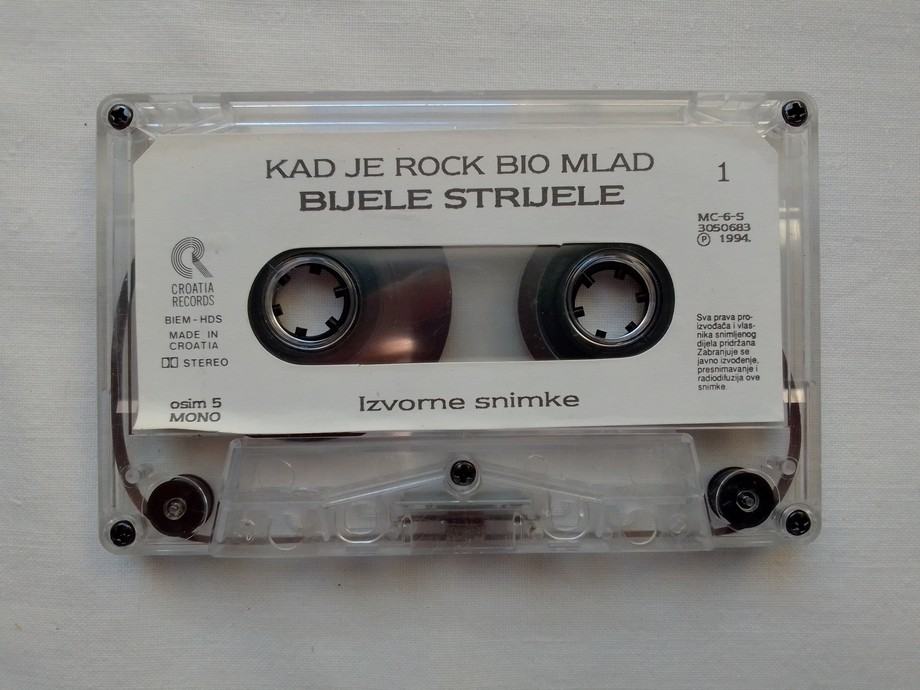 KAD JE ROCK BIO MLAD
BIJELE STRIJELE
1
MC-6-S
3050683
Ⓟ 1994.
CROATIA
RECORDS
BIEM-HDS
MADE IN
CROATIA
STEREO
osim 5
MONO
Sva prava pro-
izvođača i vlas-
nika snimljenog
dijela pridržana
Zabranjuje se
javno izvođenje,
presnimavanje i
radiodifuzija ove
snimke.
Izvorne snimke